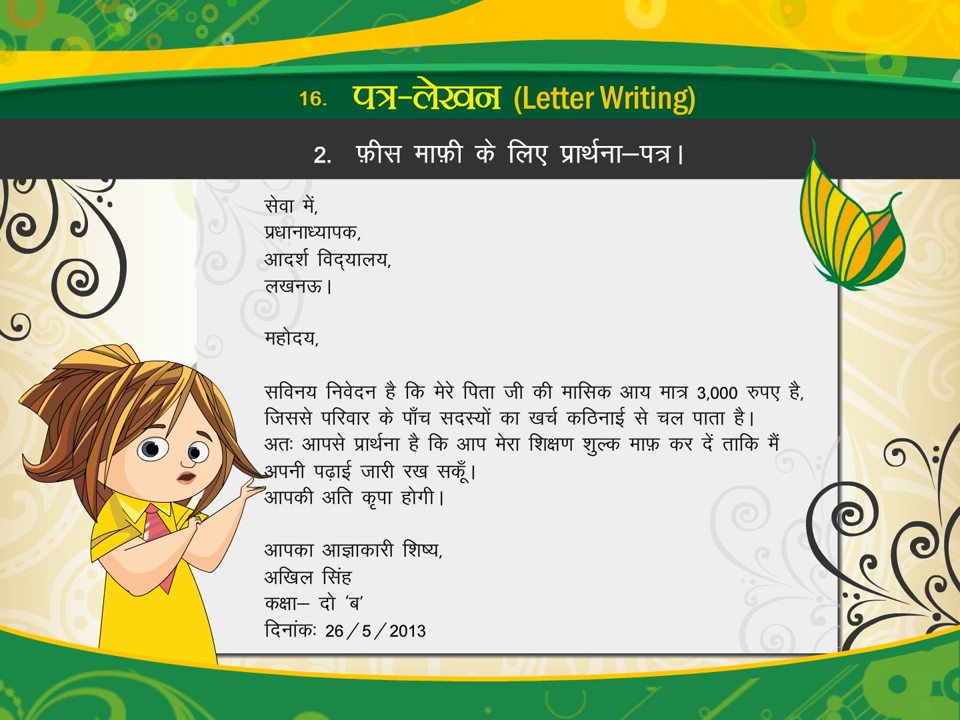 16. पत्र-लेखन (Letter Writing)
2. फ़ीस माफ़ी के लिए प्रार्थना–पत्र।
सेवा में,
प्रधानाध्यापक,
आदर्श विद्‌यालय,
लखनऊ।
महोदय,
सविनय निवेदन है कि मेरे पिता जी की मासिक आय मात्र 3,000 रुपए है,
जिससे परिवार के पाँच सदस्यों का खर्च कठिनाई से चल पाता है।
अतः आपसे प्रार्थना है कि आप मेरा शिक्षण शुल्क माफ़ कर दें ताकि मैं
अपनी पढ़ाई जारी रख सकूँ।
आपकी अति कृपा होगी।
आपका आज्ञाकारी शिष्य,
अखिल सिंह
कक्षा– दो ‘ब’
दिनांकः 26/5/2013